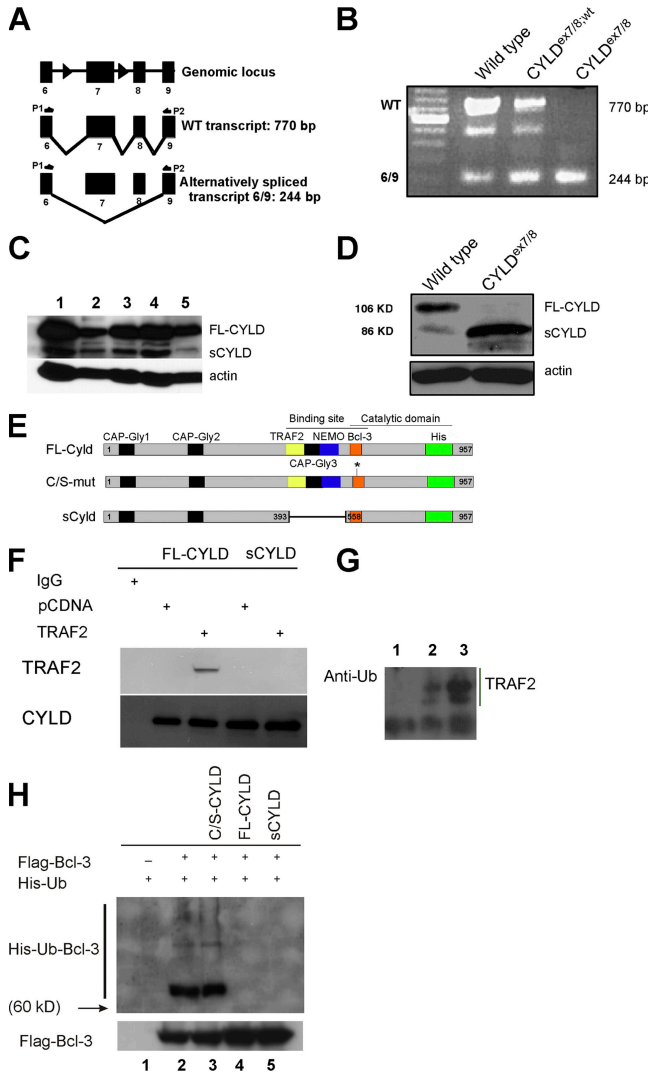 A
Genomic locus
6 7 8 9
P1 P2
WT transcript: 770 bp
6 7 8 9
P1 P2
Alternatively spliced
transcript 6/9: 244 bp
6 7 8 9
B
Wild type
CYLDex7/8;wt
CYLDex7/8
WT 770 bp
6/9 244 bp
C
1 2 3 4 5
FL-CYLD
sCYLD
actin
D
Wild type
CYLDex7/8
106 KD FL-CYLD
86 KD sCYLD
actin
E
Binding site Catalytic domain
CAP-Gly1 CAP-Gly2 TRAF2 NEMO Bcl-3 His
FL-Cyld 1 957
CAP-Gly3 *
C/S-mut 1 957
sCyld 1 393 558 957
F
FL-CYLD sCYLD
IgG +
pCDNA + +
TRAF2 + +
TRAF2
CYLD
G
1 2 3
Anti-Ub TRAF2
H
C/S-CYLD
FL-CYLD
sCYLD
Flag-Bcl-3 – + + + +
His-Ub + + + + +
His-Ub-Bcl-3
(60 kD)
Flag-Bcl-3
1 2 3 4 5